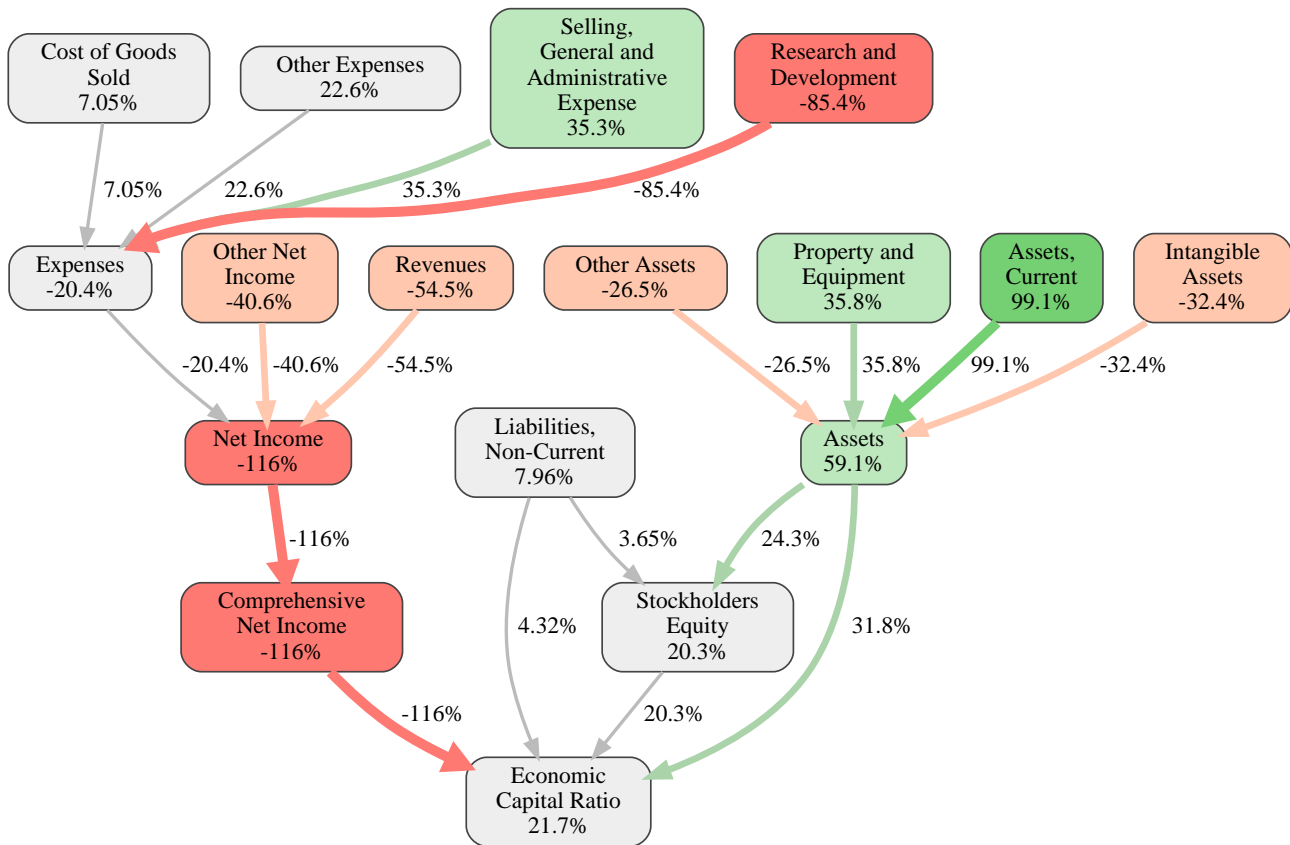 Cost of Goods
Sold
7.05%
Other Expenses
22.6%
Selling,
General and
Administrative
Expense
35.3%
Research and
Development
-85.4%
7.05%
22.6%
35.3%
-85.4%
Expenses
-20.4%
Other Net
Income
-40.6%
Revenues
-54.5%
Other Assets
-26.5%
Property and
Equipment
35.8%
Assets,
Current
99.1%
Intangible
Assets
-32.4%
-20.4%
-40.6%
-54.5%
-26.5%
35.8%
99.1%
-32.4%
Net Income
-116%
Liabilities,
Non-Current
7.96%
Assets
59.1%
-116%
3.65%
24.3%
Comprehensive
Net Income
-116%
4.32%
Stockholders
Equity
20.3%
31.8%
-116%
20.3%
Economic
Capital Ratio
21.7%